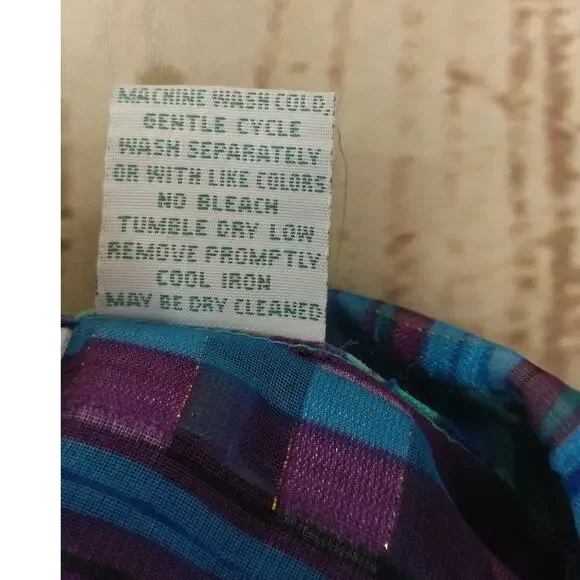 MACHINE WASH COLD.
GENTLE CYCLE
WASH SEPARATELY
OR WITH LIKE COLORS
NO BLEACH
TUMBLE DRY LOW
REMOVE PROMPTLY
COOL IRON
MAY BE DRY CLEANED